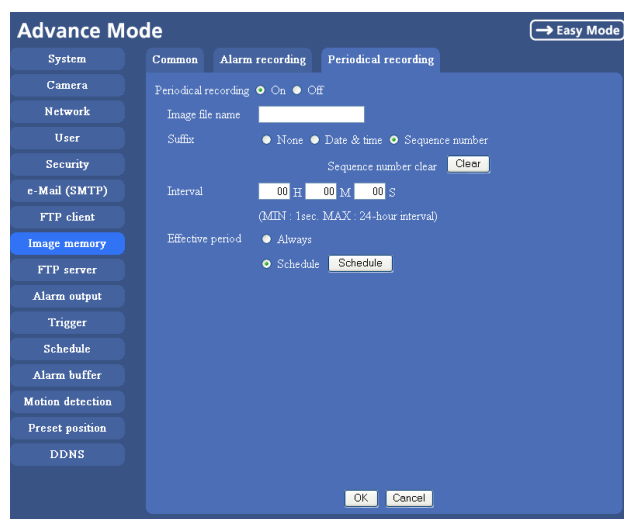 Advance Mode
→ Easy Mode
System
Camera
Network
User
Security
e-Mail (SMTP)
FTP client
Image memory
FTP server
Alarm output
Trigger
Schedule
Alarm buffer
Motion detection
Preset position
DDNS
Common Alarm recording Periodical recording
Periodical recording On Off
Image file name
Suffix None Date & time Sequence number
Sequence number clear Clear
Interval 00 H 00 M 00 S
(MIN : 1sec. MAX : 24-hour interval)
Effective period Always
Schedule Schedule
OK Cancel